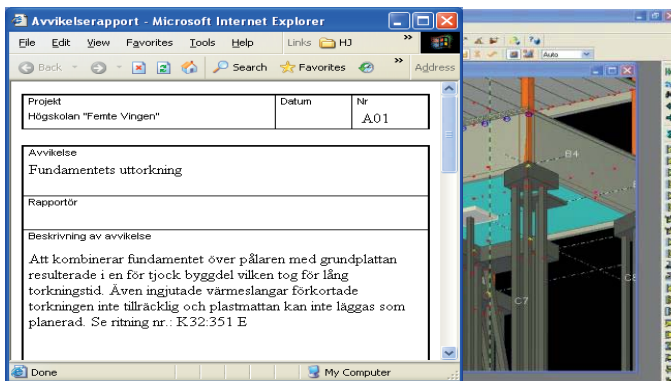 Avvikelserapport - Microsoft Internet Explorer
File Edit View Favorites Tools Help Links HJ »
Back Search Favorites » Address
Projekt Datum Nr
Högskolan "Femte Vingen" A01
Avvikelse
Fundamentets uttorkning
Rapportör
Beskrivning av avvikelse
Att kombinerar fundamentet över pålaren med grundplattan
resulterade i en för tjock byggdel vilken tog för lång
torkningstid. Även ingjutade värmeslangar förkortade
torkningen inte tillräcklig och plastmattan kan inte läggas som
planerad. Se ritning nr.: K32:351 E
Done My Computer
Auto
B4
C7